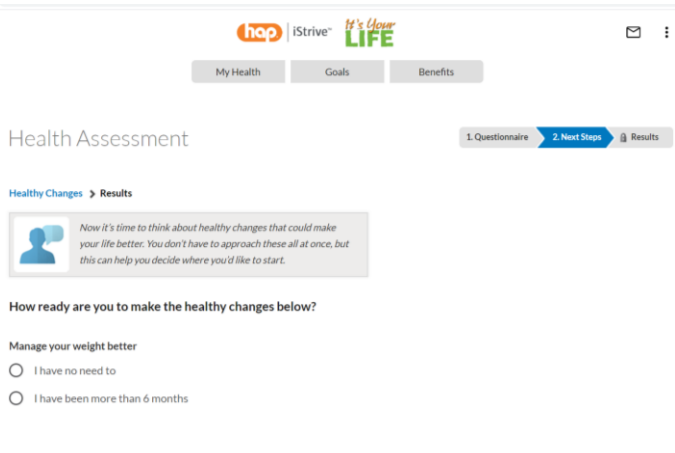 hap iStrive™ It's Your
LIFE
My Health Goals Benefits
Health Assessment
1. Questionnaire 2. Next Steps Results
Healthy Changes > Results
Now it's time to think about healthy changes that could make
your life better. You don't have to approach these all at once, but
this can help you decide where you'd like to start.
How ready are you to make the healthy changes below?
Manage your weight better
I have no need to
I have been more than 6 months